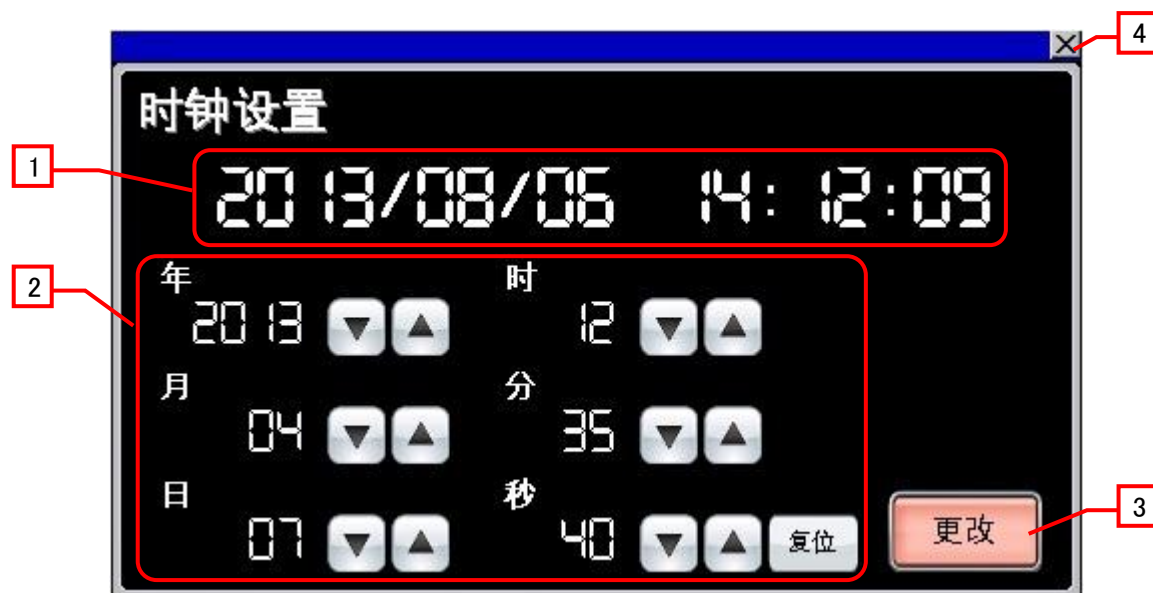 4
时钟设置
1
2013/08/06 14:12:09
2
年 时
2013 ▼ ▲ 12 ▼ ▲
月 分
04 ▼ ▲ 35 ▼ ▲
日 秒
07 ▼ ▲ 40 ▼ ▲ 复位
更改
3